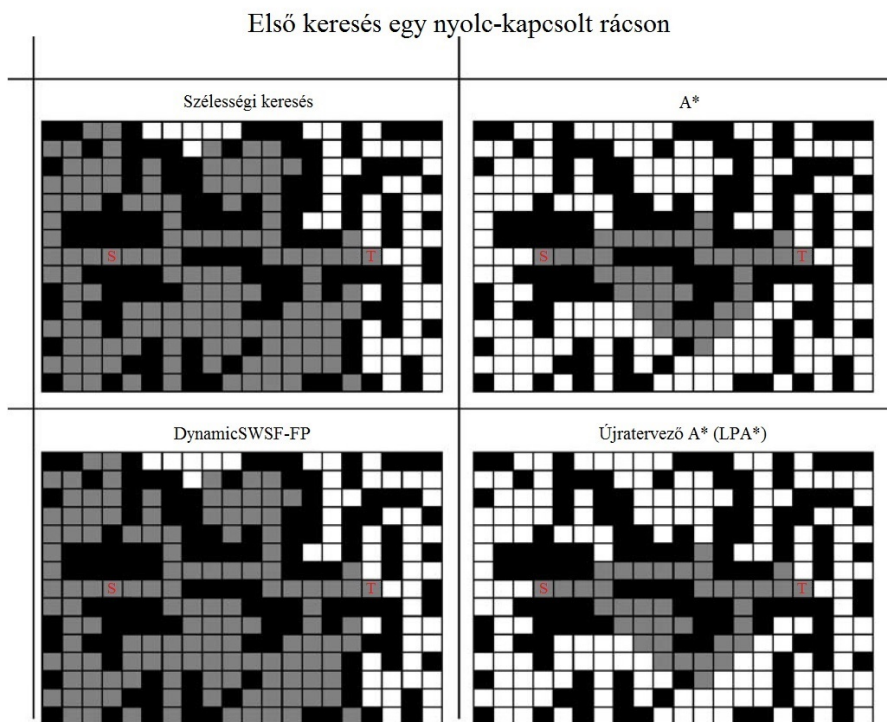 Első keresés egy nyolc-kapcsolt rácson
Szélességi keresés
A*
S
T
S
T
DynamicSWSF-FP
Újratervező A* (LPA*)
S
T
S
T